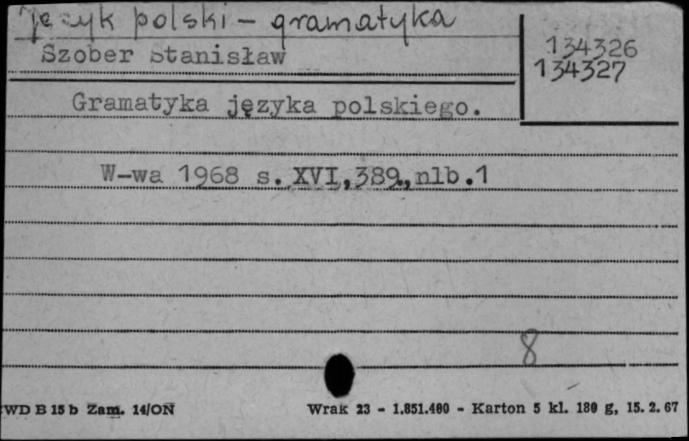 Język polski - gramatyka
Szober Stanisław
134326
134327
Gramatyka języka polskiego.
W-wa 1968 s. XVI,389.,nlb.1
8
WD B 15 b Zam. 14/ON Wrak 23 - 1.851.400 - Karton 5 kl. 180 g, 15. 2. 67